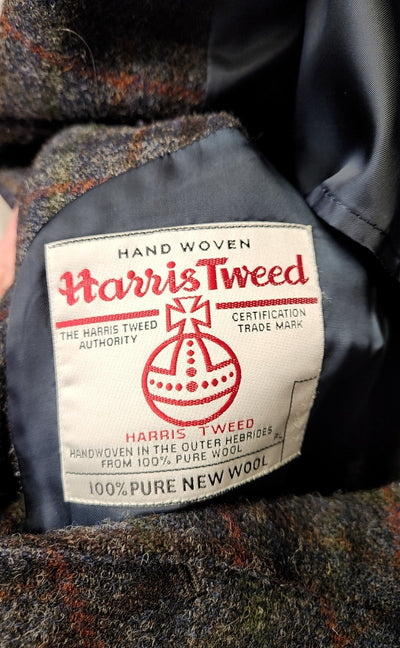 HAND WOVEN
Harris Tweed
THE HARRIS TWEED
AUTHORITY
CERTIFICATION
TRADE MARK
HARRIS TWEED
HANDWOVEN IN THE OUTER HEBRIDES
FROM 100% PURE WOOL
100% PURE NEW WOOL